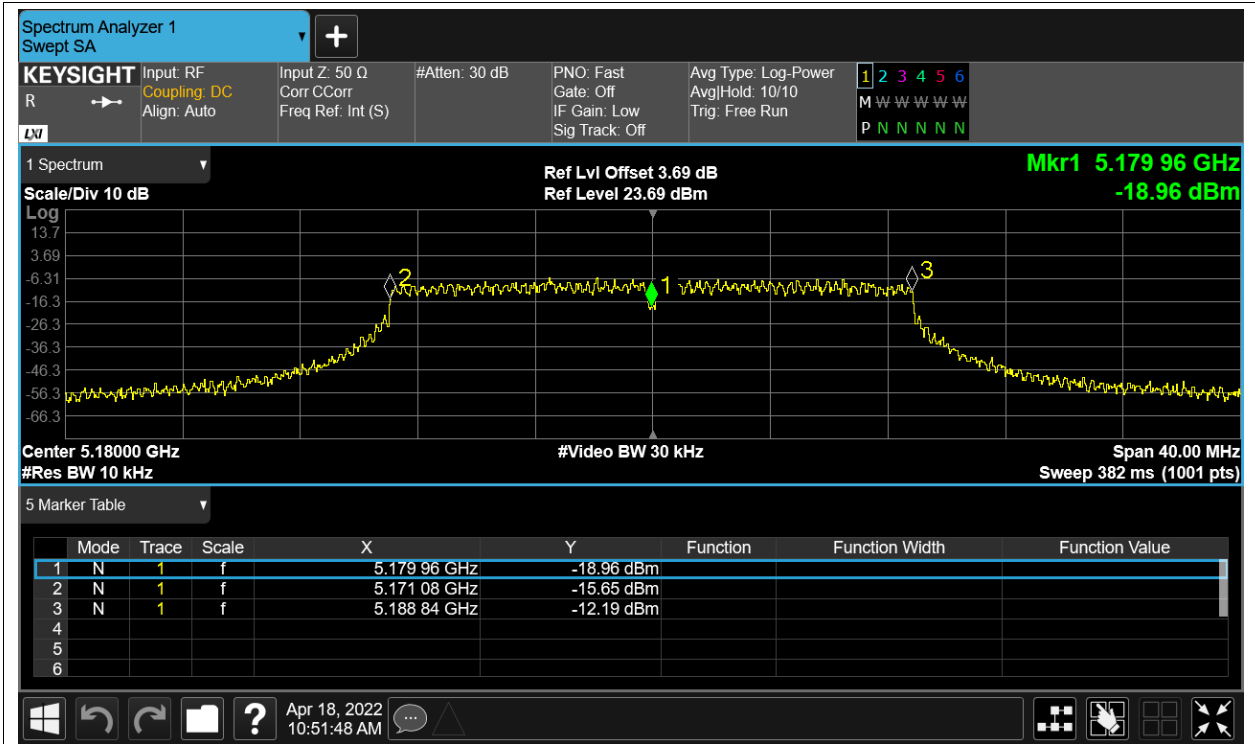 Spectrum Analyzer 1
Swept SA
KEYSIGHT Input: RF Input Z: 50 Ω #Atten: 30 dB PNO: Fast Avg Type: Log-Power 1 2 3 4 5 6
R Coupling: DC Corr CCorr Gate: Off Avg|Hold: 10/10 M W W W W W
Align: Auto Freq Ref: Int (S) IF Gain: Low Trig: Free Run
LXI Sig Track: Off P N N N N N
1 Spectrum Ref Lvl Offset 3.69 dB Mkr1 5.179 96 GHz
Scale/Div 10 dB Ref Level 23.69 dBm -18.96 dBm
Log
13.7
3.69
-6.31
-16.3
-26.3
-36.3
-46.3
-56.3
-66.3
2 1 3
Center 5.18000 GHz #Video BW 30 kHz Span 40.00 MHz
#Res BW 10 kHz Sweep 382 ms (1001 pts)
5 Marker Table
Mode Trace Scale X Y Function Function Width Function Value
1 N 1 f 5.179 96 GHz -18.96 dBm
2 N 1 f 5.171 08 GHz -15.65 dBm
3 N 1 f 5.188 84 GHz -12.19 dBm
4
5
6
? Apr 18, 2022
10:51:48 AM